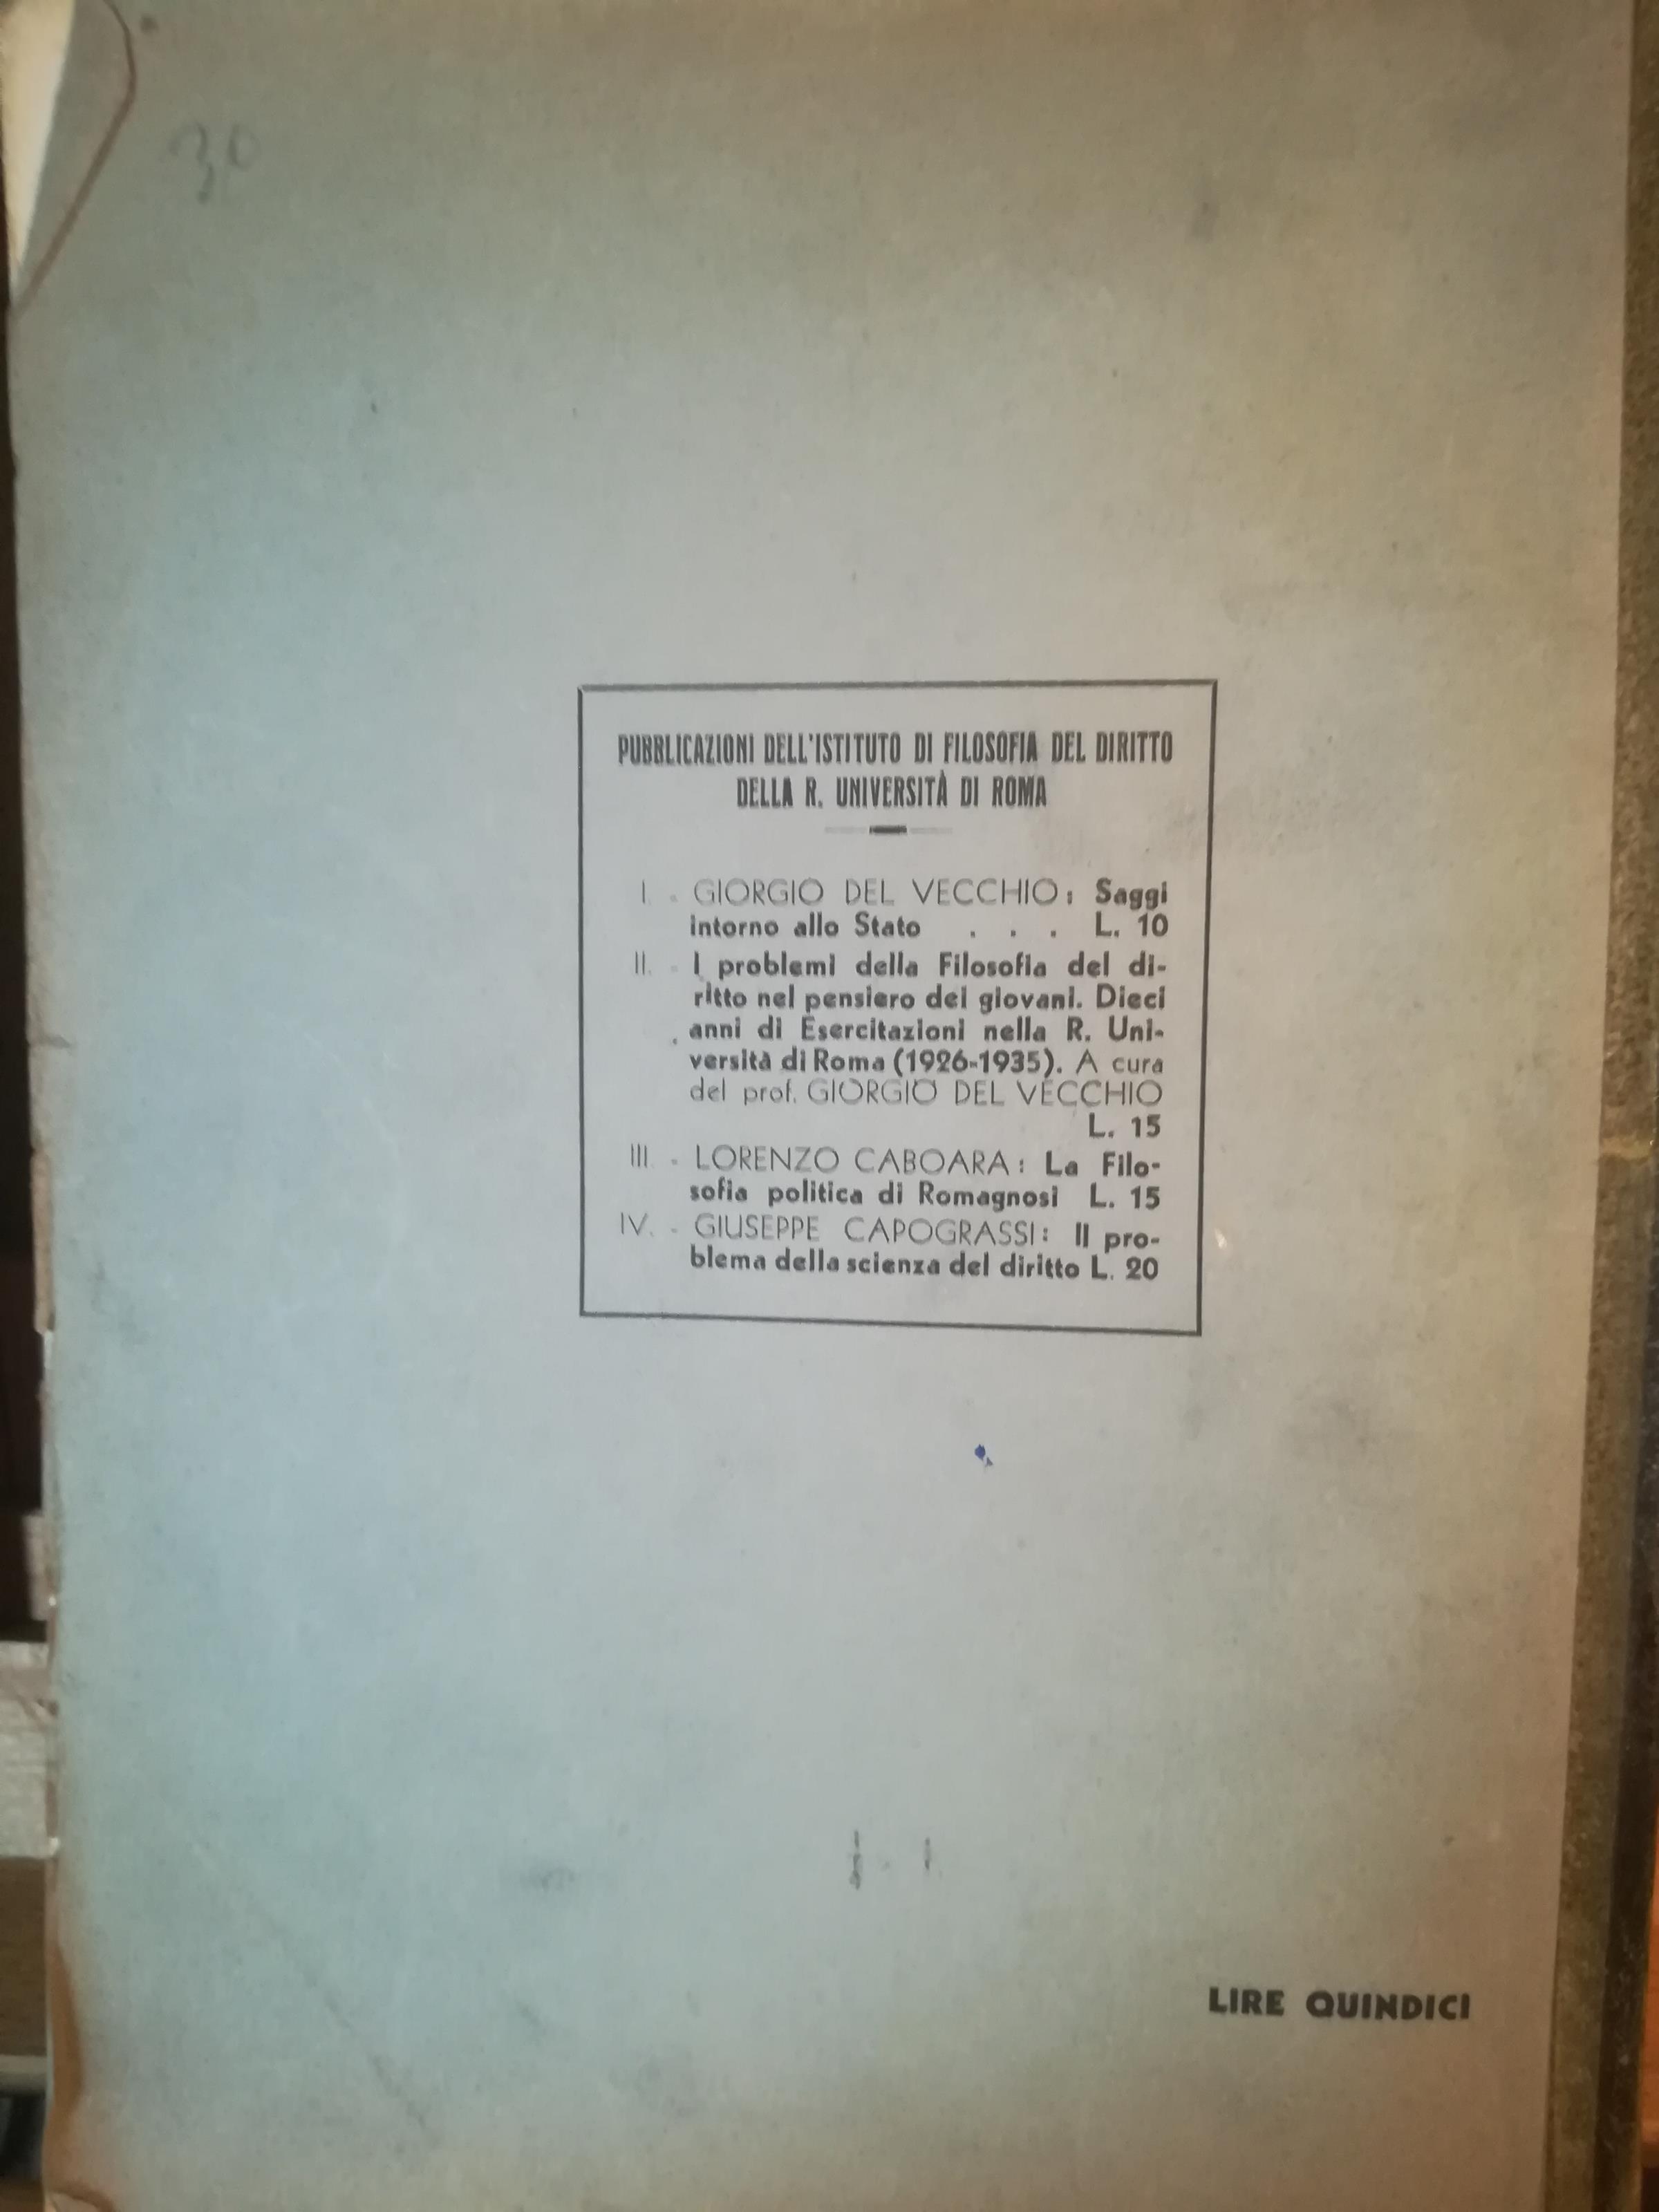 30
PUBBLICAZIONI DELL'ISTITUTO DI FILOSOFIA DEL DIRITTO
DELLA R. UNIVERSITÀ DI ROMA
I. - GIORGIO DEL VECCHIO: Saggi
intorno allo Stato . . . L. 10
II. - I problemi della Filosofia del di-
ritto nel pensiero dei giovani. Dieci
anni di Esercitazioni nella R. Uni-
versità di Roma (1926-1935). A cura
del prof. GIORGIO DEL VECCHIO
L. 15
III. - LORENZO CABOARA: La Filo-
sofia politica di Romagnosi L. 15
IV. - GIUSEPPE CAPOGRASSI: Il pro-
blema della scienza del diritto L. 20
LIRE QUINDICI